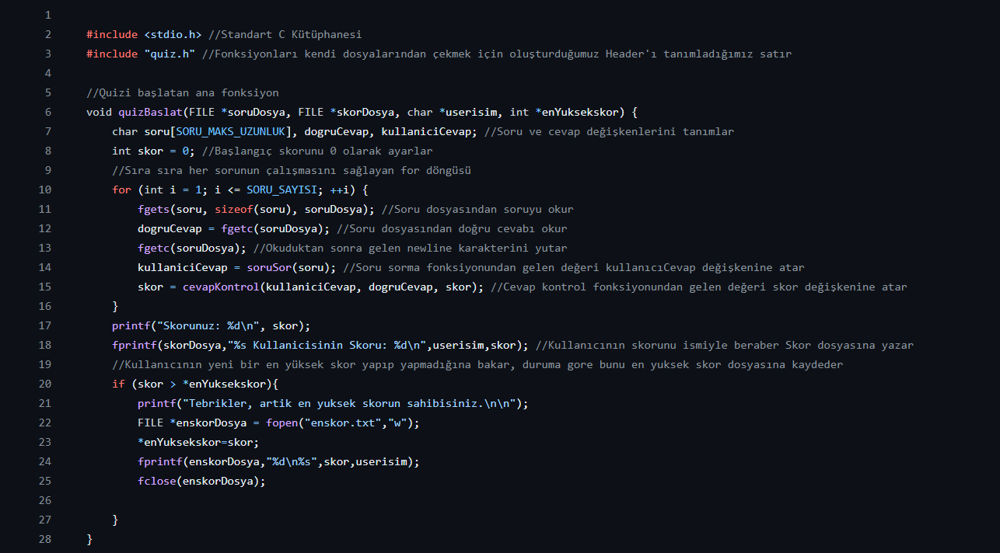 1
2 #include <stdio.h> //Standart C Kütüphanesi
3 #include "quiz.h" //Fonksiyonları kendi dosyalarından çekmek için oluşturduğumuz Header'ı tanımladığımız satır
4
5 //Quizi başlatan ana fonksiyon
6 void quizBaslat(FILE *soruDosya, FILE *skorDosya, char *userisim, int *enYuksekskor) {
7 char soru[SORU_MAKS_UZUNLUK], dogruCevap, kullaniciCevap; //Soru ve cevap değişkenlerini tanımlar
8 int skor = 0; //Başlangıç skorunu 0 olarak ayarlar
9 //Sıra sıra her sorunun çalışmasını sağlayan for döngüsü
10 for (int i = 1; i <= SORU_SAYISI; ++i) {
11 fgets(soru, sizeof(soru), soruDosya); //Soru dosyasından soruyu okur
12 dogruCevap = fgetc(soruDosya); //Soru dosyasından doğru cevabı okur
13 fgetc(soruDosya); //Okuduktan sonra gelen newline karakterini yutar
14 kullaniciCevap = soruSor(soru); //Soru sorma fonksiyonundan gelen değeri kullanıcıCevap değişkenine atar
15 skor = cevapKontrol(kullaniciCevap, dogruCevap, skor); //Cevap kontrol fonksiyonundan gelen değeri skor değişkenine atar
16 }
17 printf("Skorunuz: %d\n", skor);
18 fprintf(skorDosya,"%s Kullanicisinin Skoru: %d\n",userisim,skor); //Kullanıcının skorunu ismiyle beraber Skor dosyasına yazar
19 //Kullanıcının yeni bir en yüksek skor yapıp yapmadığına bakar, duruma gore bunu en yuksek skor dosyasına kaydeder
20 if (skor > *enYuksekskor){
21 printf("Tebrikler, artik en yuksek skorun sahibisiniz.\n\n");
22 FILE *enskorDosya = fopen("enskor.txt","w");
23 *enYuksekskor=skor;
24 fprintf(enskorDosya,"%d\n%s",skor,userisim);
25 fclose(enskorDosya);
26
27 }
28 }